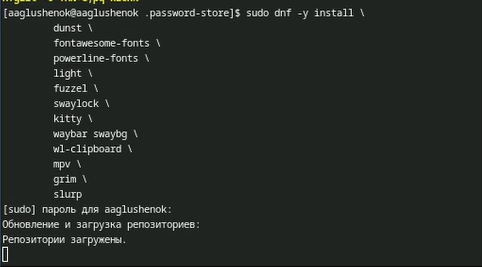 [aaglushenok@aaglushenok .password-store]$ sudo dnf -y install \
dunst \
fontawesome-fonts \
powerline-fonts \
light \
fuzzel \
swaylock \
kitty \
waybar swaybg \
wl-clipboard \
mpv \
grim \
slurp
[sudo] пароль для aaglushenok:
Обновление и загрузка репозиториев:
Репозитории загружены.